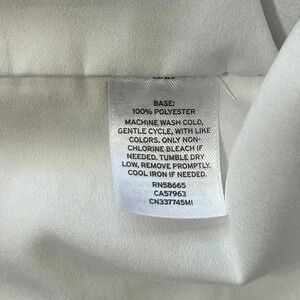 BASE:
100% POLYESTER
MACHINE WASH COLD,
GENTLE CYCLE, WITH LIKE
COLORS. ONLY NON-
CHLORINE BLEACH IF
NEEDED. TUMBLE DRY
LOW, REMOVE PROMPTLY,
COOL IRON IF NEEDED.
RN58665
CA57963
CN337745MI